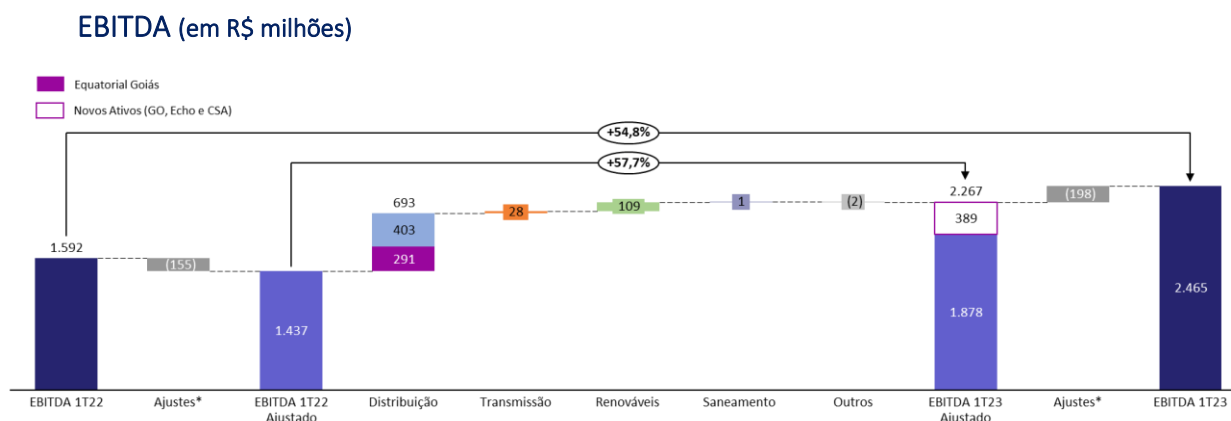 EBITDA (em R$ milhões)
Equatorial Goiás
Novos Ativos (GO, Echo e CSA)
+54,8%
+57,7%
1.592
(155)
1.437
693
403
291
28
109
1
(2)
2.267
389
1.878
(198)
2.465
EBITDA 1T22
Ajustes*
EBITDA 1T22
Ajustado
Distribuição
Transmissão
Renováveis
Saneamento
Outros
EBITDA 1T23
Ajustado
Ajustes*
EBITDA 1T23